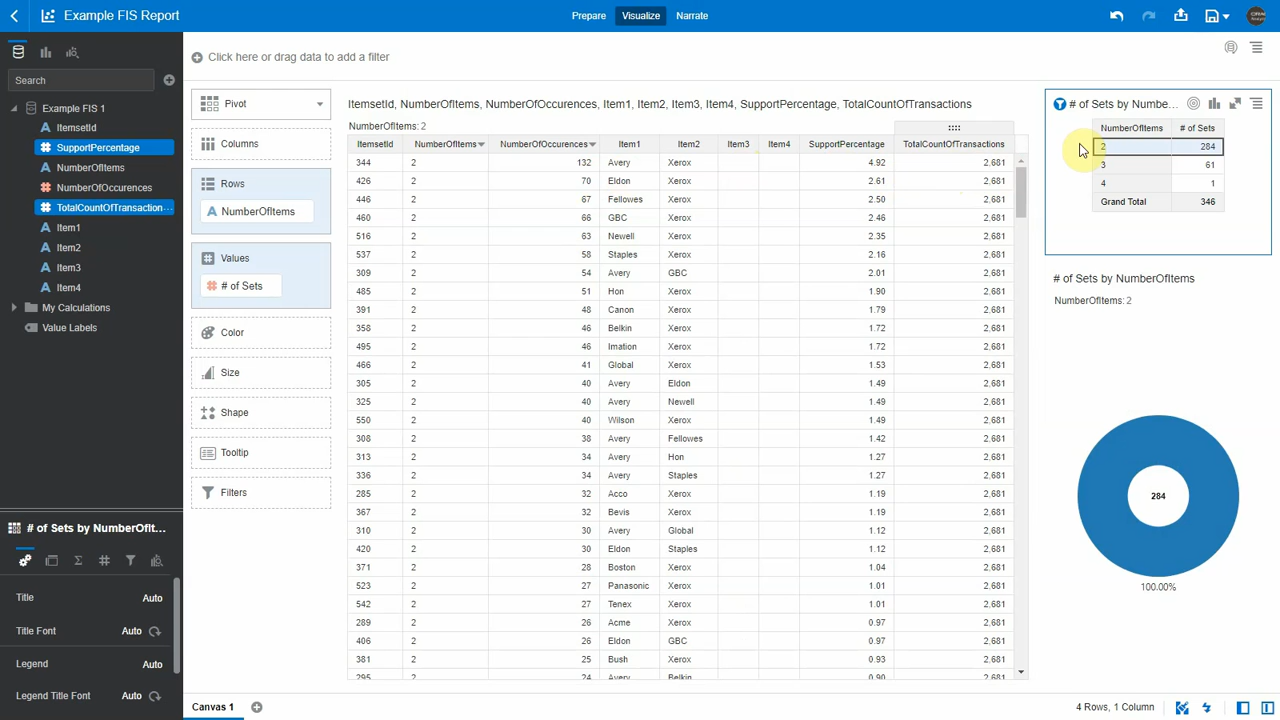 Example FIS Report
Prepare Visualize Narrate
Search
Click here or drag data to add a filter
Example FIS 1
ItemsetId
SupportPercentage
NumberOfItems
NumberOfOccurences
TotalCountOfTransaction...
Item1
Item2
Item3
Item4
My Calculations
Value Labels
Pivot
Columns
Rows
NumberOfItems
Values
# of Sets
Color
Size
Shape
Tooltip
Filters
# of Sets by NumberOfIt...
Title Auto
Title Font Auto
Legend Auto
Legend Title Font Auto
ItemsetId, NumberOfItems, NumberOfOccurences, Item1, Item2, Item3, Item4, SupportPercentage, TotalCountOfTransactions
NumberOfItems: 2
ItemsetId NumberOfItems NumberOfOccurences Item1 Item2 Item3 Item4 SupportPercentage TotalCountOfTransactions
344 2 132 Avery Xerox 4.92 2,681
426 2 70 Eldon Xerox 2.61 2,681
446 2 67 Fellowes Xerox 2.50 2,681
460 2 66 GBC Xerox 2.46 2,681
516 2 63 Newell Xerox 2.35 2,681
537 2 58 Staples Xerox 2.16 2,681
309 2 54 Avery GBC 2.01 2,681
485 2 51 Hon Xerox 1.90 2,681
391 2 48 Canon Xerox 1.79 2,681
358 2 46 Belkin Xerox 1.72 2,681
495 2 46 Imation Xerox 1.72 2,681
466 2 41 Global Xerox 1.53 2,681
305 2 40 Avery Eldon 1.49 2,681
325 2 40 Avery Newell 1.49 2,681
550 2 40 Wilson Xerox 1.49 2,681
308 2 38 Avery Fellowes 1.42 2,681
313 2 34 Avery Hon 1.27 2,681
336 2 34 Avery Staples 1.27 2,681
285 2 32 Acco Xerox 1.19 2,681
367 2 32 Bevis Xerox 1.19 2,681
310 2 30 Avery Global 1.12 2,681
420 2 30 Eldon Staples 1.12 2,681
371 2 28 Boston Xerox 1.04 2,681
523 2 27 Panasonic Xerox 1.01 2,681
542 2 27 Tenex Xerox 1.01 2,681
289 2 26 Acme Xerox 0.97 2,681
406 2 26 Eldon GBC 0.97 2,681
381 2 25 Bush Xerox 0.93 2,681
295 2 24 Avery Belkin 0.90 2,681
# of Sets by Numbe...
NumberOfItems # of Sets
2 284
3 61
4 1
Grand Total 346
# of Sets by NumberOfItems
NumberOfItems: 2
284
100.00%
Canvas 1
4 Rows, 1 Column